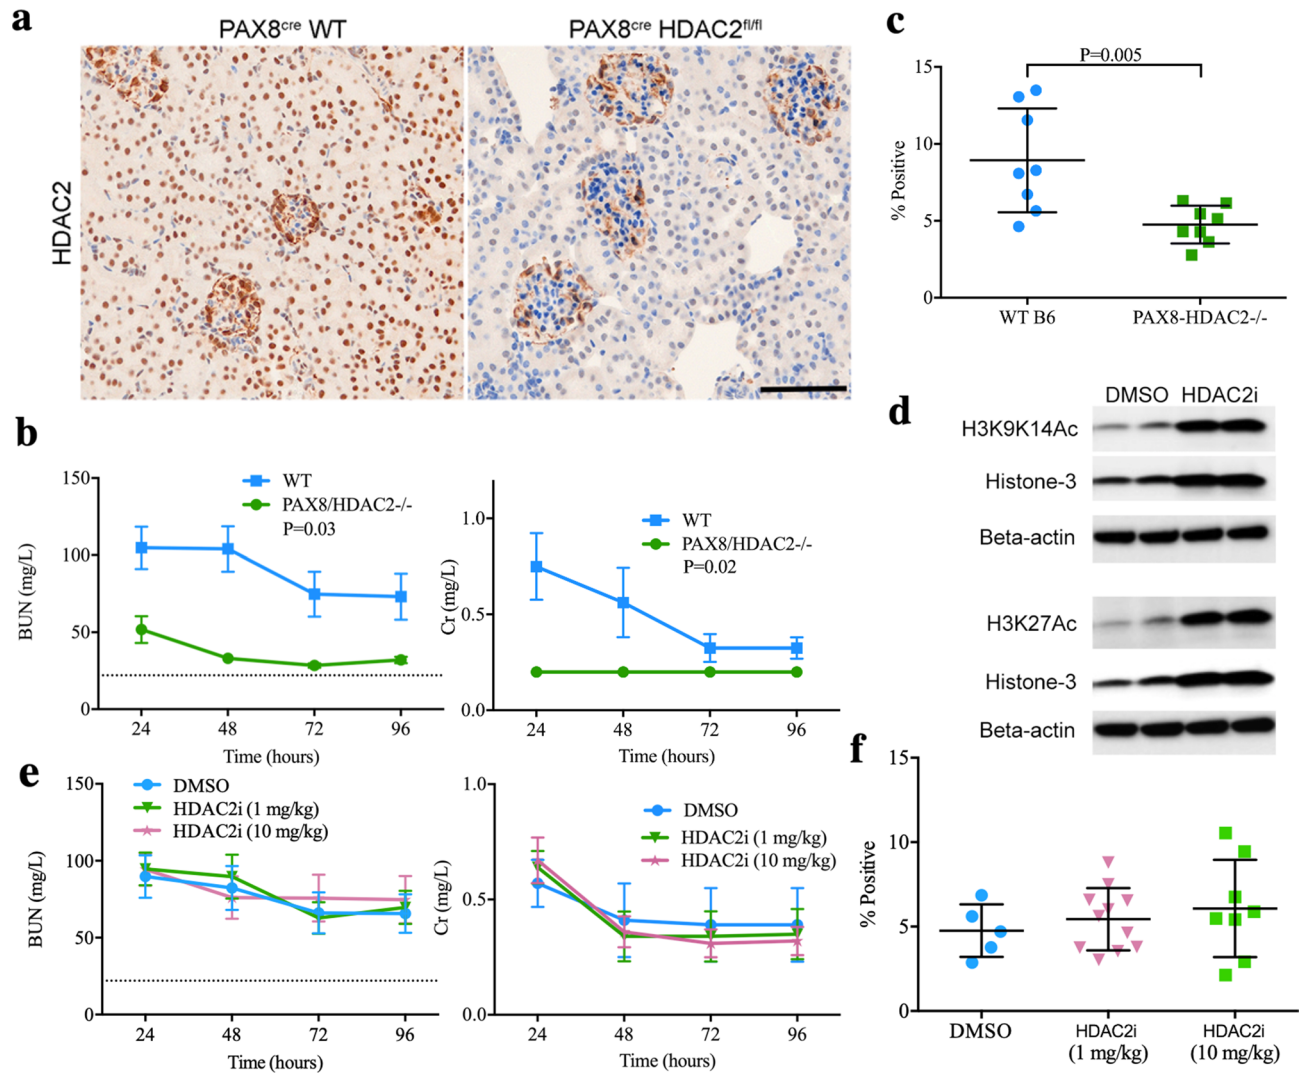 a
PAX8cre WT
PAX8cre HDAC2fl/fl
HDAC2
c
P=0.005
15
10
5
0
% Positive
WT B6
PAX8-HDAC2-/-
b
150
100
50
0
BUN (mg/L)
WT
PAX8/HDAC2-/-
P=0.03
24
48
72
96
Time (hours)
1.0
0.5
0.0
Cr (mg/L)
WT
PAX8/HDAC2-/-
P=0.02
24
48
72
96
Time (hours)
d
DMSO HDAC2i
H3K9K14Ac
Histone-3
Beta-actin
H3K27Ac
Histone-3
Beta-actin
e
150
100
50
0
BUN (mg/L)
DMSO
HDAC2i (1 mg/kg)
HDAC2i (10 mg/kg)
24
48
72
96
Time (hours)
1.0
0.5
0.0
Cr (mg/L)
DMSO
HDAC2i (1 mg/kg)
HDAC2i (10 mg/kg)
24
48
72
96
Time (hours)
f
15
10
5
0
% Positive
DMSO
HDAC2i
(1 mg/kg)
HDAC2i
(10 mg/kg)